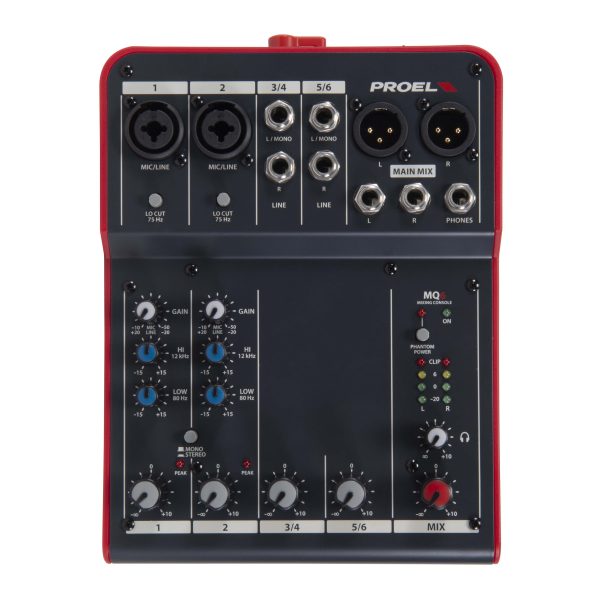 1 2 3/4 5/6 PROEL
L / MONO L / MONO
MIC/LINE MIC/LINE L R
MAIN MIX
R R
LO CUT LO CUT LINE LINE L R PHONES
75 Hz 75 Hz
MQ6
MIXING CONSOLE
GAIN GAIN ON
-10 MIC -50 -10 MIC -50
+20 LINE -20 +20 LINE -20
PHANTOM
POWER
HI HI
12 kHz 12 kHz
-15 +15 -15 +15 CLIP
6
0
LOW LOW -20
80 Hz 80 Hz
-15 +15 -15 +15 L R
MONO
STEREO
∞ +10
0 PEAK 0 PEAK 0 0 0
-∞ +10 -∞ +10 -∞ +10 -∞ +10 -∞ +10
1 2 3/4 5/6 MIX